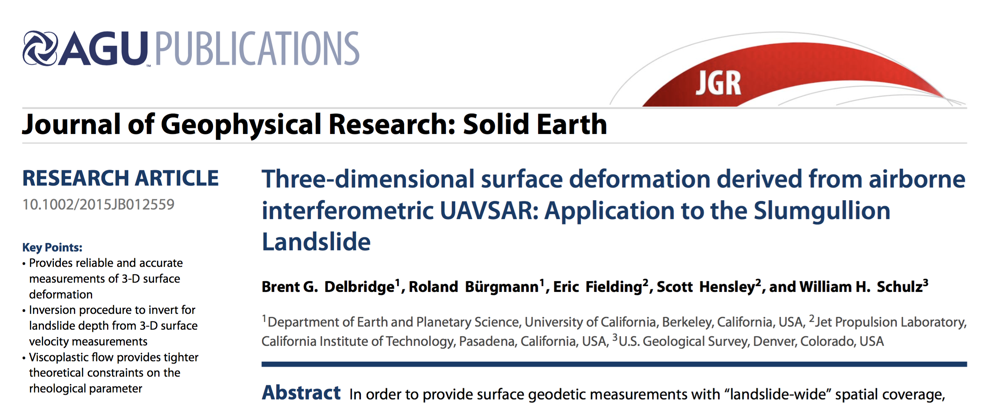 AGU™ PUBLICATIONS
JGR
Journal of Geophysical Research: Solid Earth
RESEARCH ARTICLE
10.1002/2015JB012559
Key Points:
• Provides reliable and accurate
measurements of 3-D surface
deformation
• Inversion procedure to invert for
landslide depth from 3-D surface
velocity measurements
• Viscoplastic flow provides tighter
theoretical constraints on the
rheological parameter
Three-dimensional surface deformation derived from airborne
interferometric UAVSAR: Application to the Slumgullion
Landslide
Brent G. Delbridge¹, Roland Bürgmann¹, Eric Fielding², Scott Hensley², and William H. Schulz³
¹Department of Earth and Planetary Science, University of California, Berkeley, California, USA, ²Jet Propulsion Laboratory,
California Institute of Technology, Pasadena, California, USA, ³U.S. Geological Survey, Denver, Colorado, USA
Abstract In order to provide surface geodetic measurements with “landslide-wide” spatial coverage,